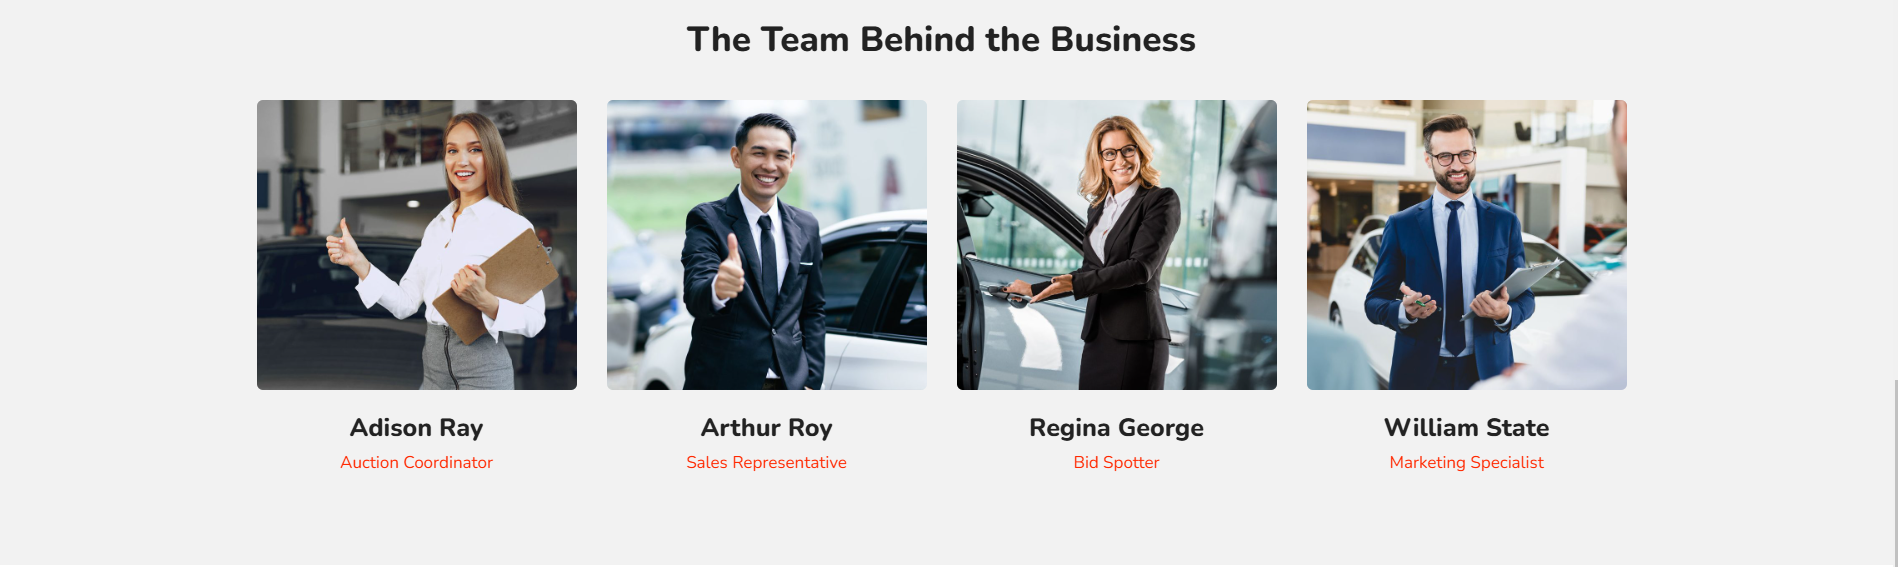 The Team Behind the Business
Adison Ray
Arthur Roy
Regina George
William State
Auction Coordinator
Sales Representative
Bid Spotter
Marketing Specialist